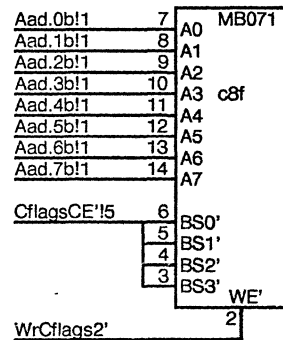 Aad.0b!1 7 A0 MB071
Aad.1b!1 8 A1
Aad.2b!1 9 A2
Aad.3b!1 10 A3 c8f
Aad.4b!1 11 A4
Aad.5b!1 12 A5
Aad.6b!1 13 A6
Aad.7b!1 14 A7
CflagsCE'!5 6 BS0'
5 BS1'
4 BS2'
3 BS3'
WE'
WrCflags2' 2